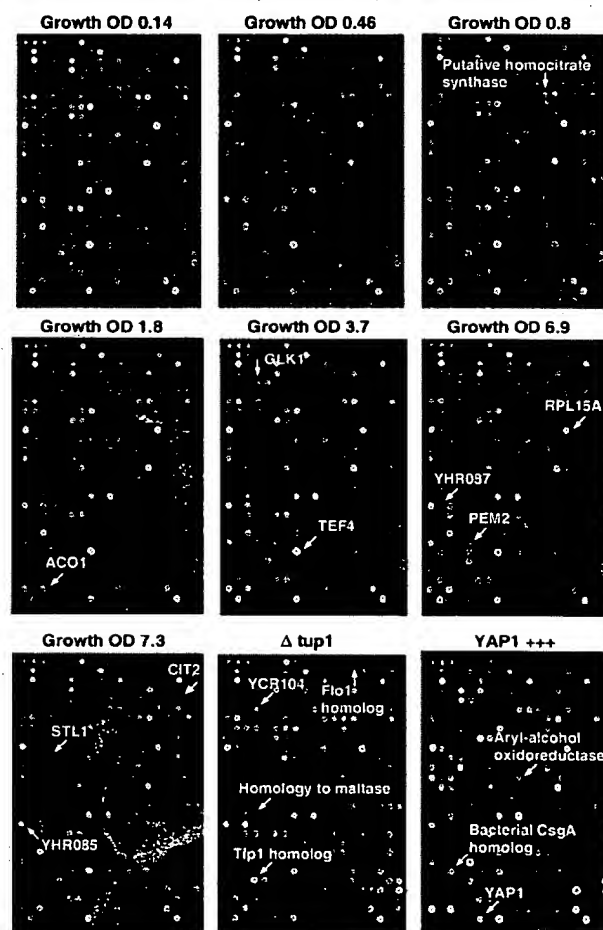 Growth OD 0.14
Growth OD 0.46
Growth OD 0.8
Putative homocitrate
synthase
Growth OD 1.8
Growth OD 3.7
Growth OD 6.9
GLK1
RPL15A
YHR087
PEM2
TEF4
ACO1
Growth OD 7.3
Δ tup1
YAP1 +++
CIT2
YCR104
Flo1
homolog
STL1
Aryl-alcohol
oxidoreductase
Homology to maltase
YHR085
Tip1 homolog
Bacterial CsgA
homolog
YAP1